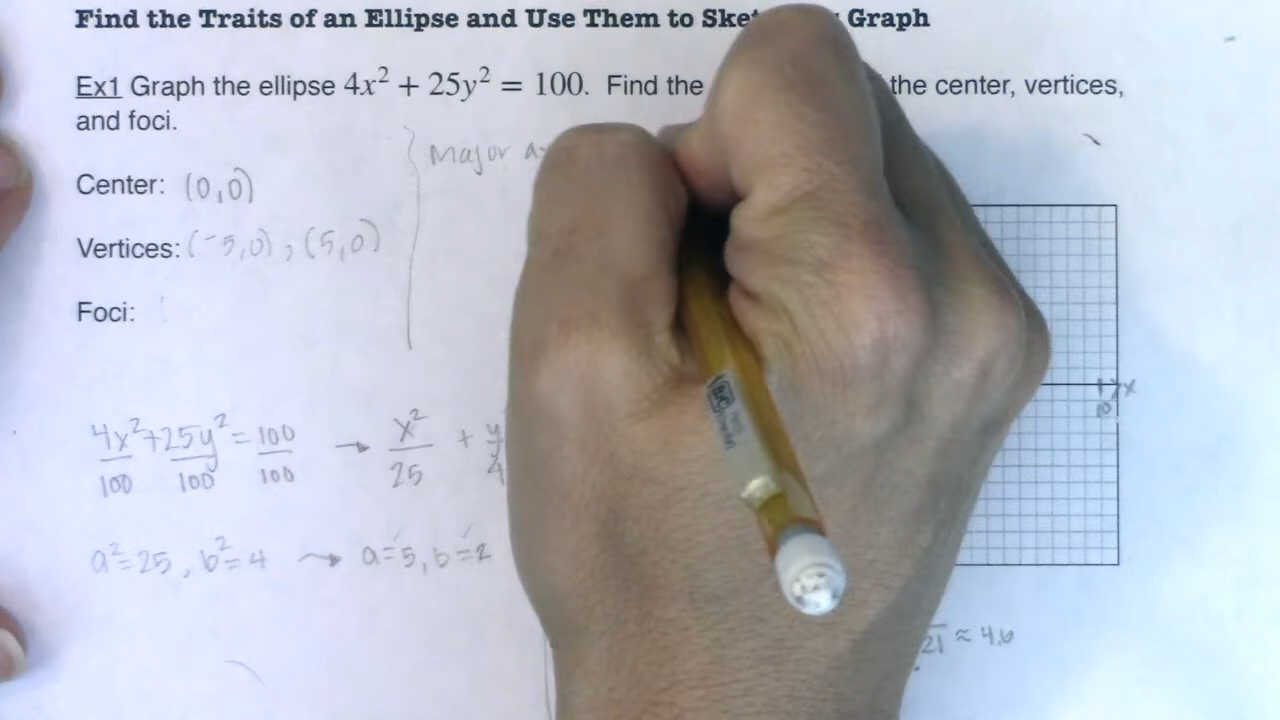 Find the Traits of an Ellipse and Use Them to Graph
Ex1 Graph the ellipse 4x² + 25y² = 100. Find the the center, vertices,
and foci.
Major
Center: (0,0)
Vertices: (-5,0), (5,0)
Foci:
x
10
4x²/100 + 25y²/100 = 100/100 → x²/25 + y/4
a²=25, b²=4 → a=5, b=2
21 ≈ 4.6